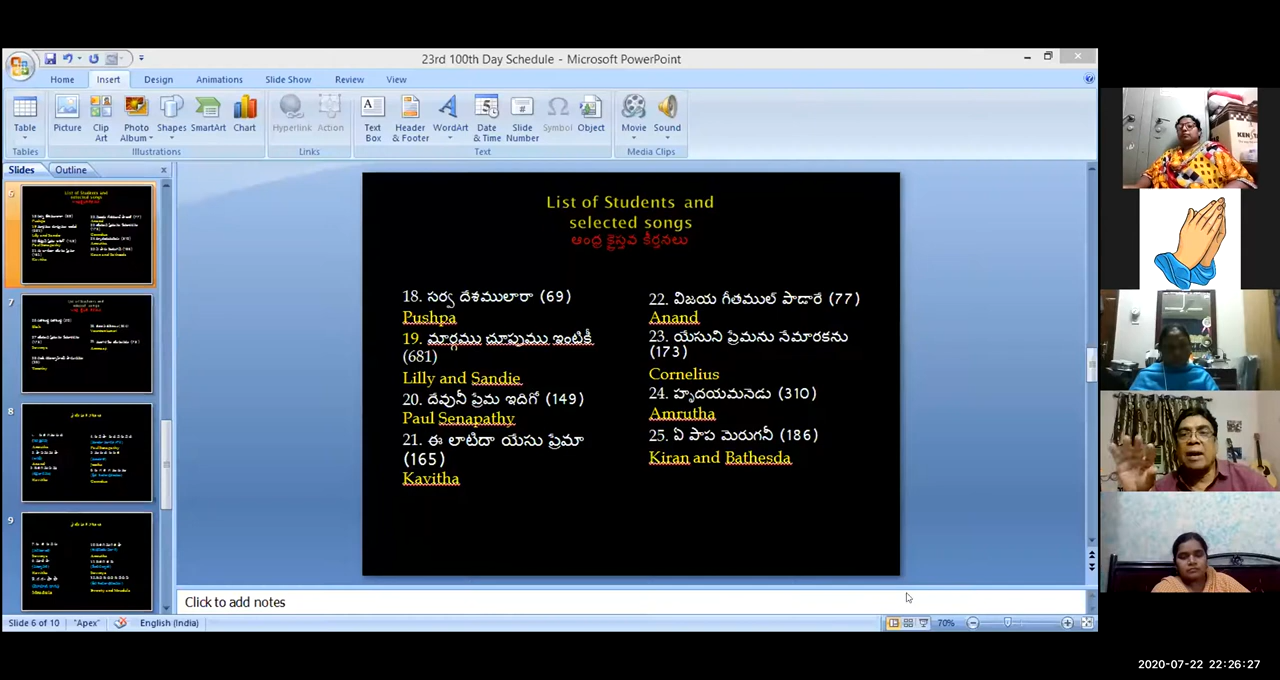 23rd 100th Day Schedule - Microsoft PowerPoint
Home Insert Design Animations Slide Show Review View
Table Picture Clip Art Photo Album Shapes SmartArt Chart Hyperlink Action Text Box Header & Footer WordArt Date & Time Slide Number Symbol Object Movie Sound
Tables Illustrations Links Text Media Clips
Slides Outline
List of Students and
selected songs
ఆంధ్ర క్రైస్తవ కీర్తనలు
18. సర్వ దేశములారా (69)
Pushpa
19. మార్గము చూపుము ఇంటికీ
(681)
Lilly and Sandie
20. దేవునీ ప్రేమ ఇదిగో (149)
Paul Senapathy
21. ఈ లాటిదా యేసు ప్రేమా
(165)
Kavitha
22. విజయ గీతముల్ పాడారే (77)
Anand
23. యేసుని ప్రేమను నేమారకను
(173)
Cornelius
24. హృదయమనెడు (310)
Amrutha
25. ఏ పాప మెరుగనీ (186)
Kiran and Bathesda
7
8
9
Click to add notes
Slide 6 of 10 "Apex" English (India) 70%
2020-07-22 22:26:27